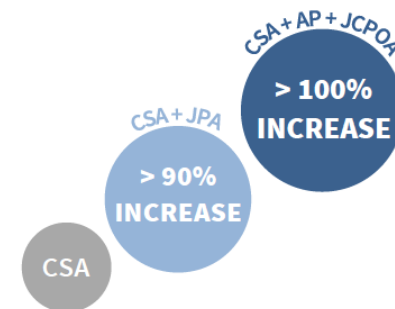 CSA + AP + JCPOA
> 100%
INCREASE
CSA + JPA
> 90%
INCREASE
CSA